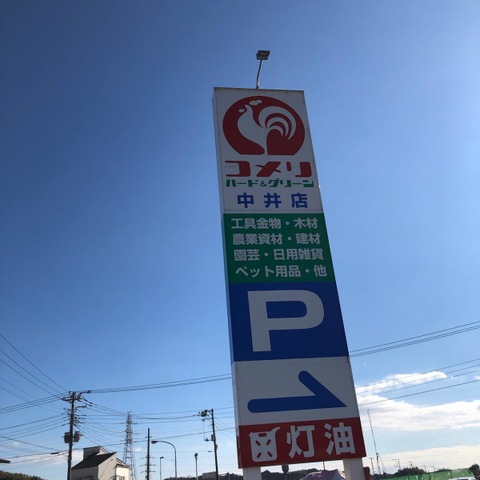 コメリ
ハード&グリーン
中井店
工具金物・木材
農業資材・建材
園芸・日用雑貨
ペット用品・他
P
灯油